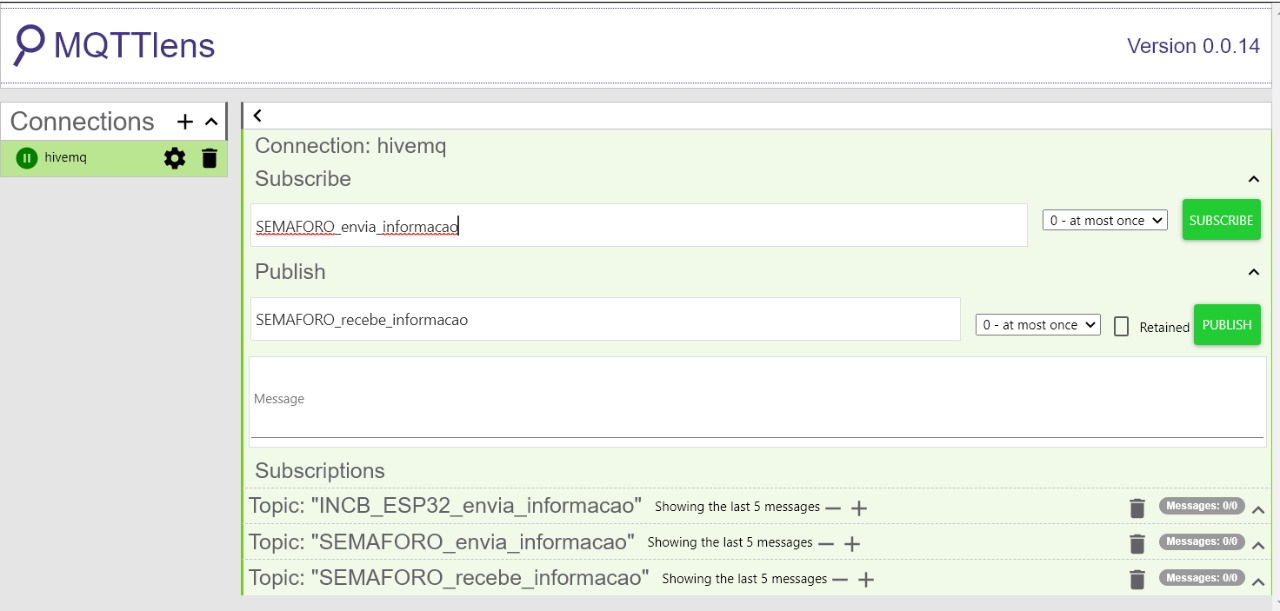 MQTTlens
Version 0.0.14
Connections
hivemq
Connection: hivemq
Subscribe
SEMAFORO_envia_informacao
0 - at most once
SUBSCRIBE
Publish
SEMAFORO_recebe_informacao
0 - at most once
Retained
PUBLISH
Message
Subscriptions
Topic: "INCB_ESP32_envia_informacao" Showing the last 5 messages — + Messages: 0/0
Topic: "SEMAFORO_envia_informacao" Showing the last 5 messages — + Messages: 0/0
Topic: "SEMAFORO_recebe_informacao" Showing the last 5 messages — + Messages: 0/0